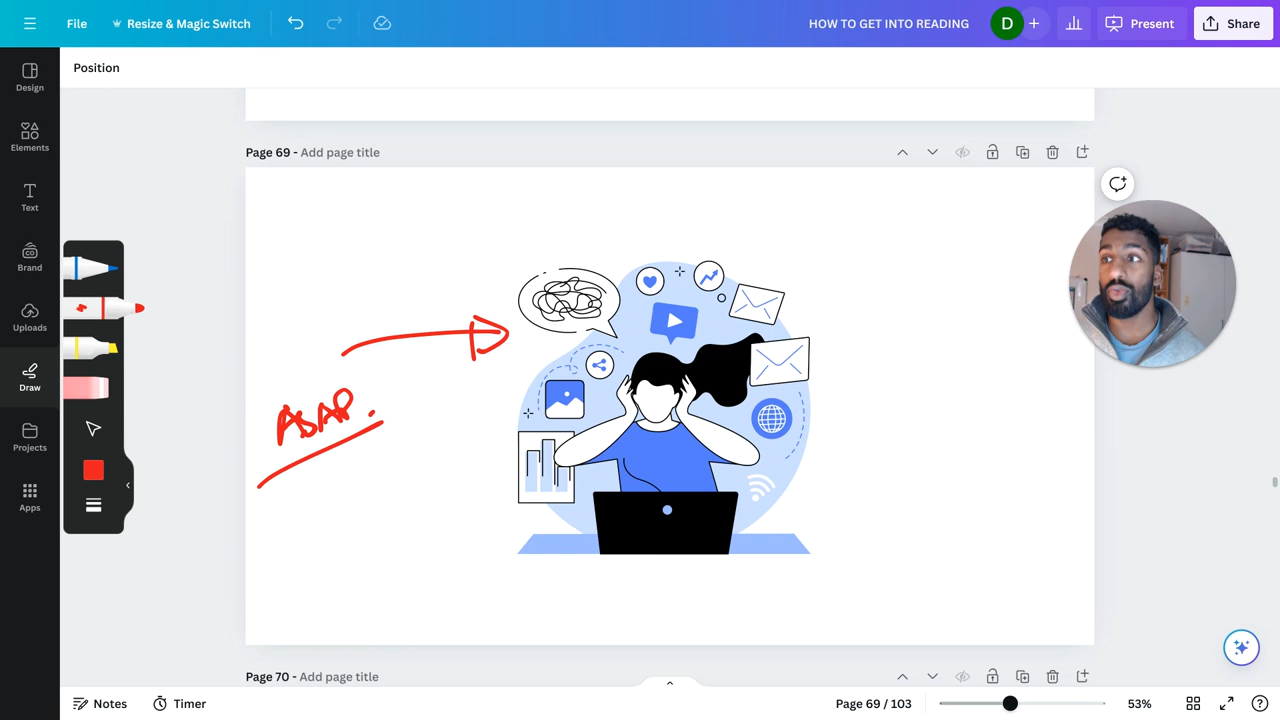 File
Resize & Magic Switch
HOW TO GET INTO READING
D
Present
Share
Position
Design
Elements
Text
Brand
Uploads
Draw
Projects
Apps
Page 69 - Add page title
ASAP.
Page 70 - Add page title
Notes
Timer
Page 69 / 103
53%